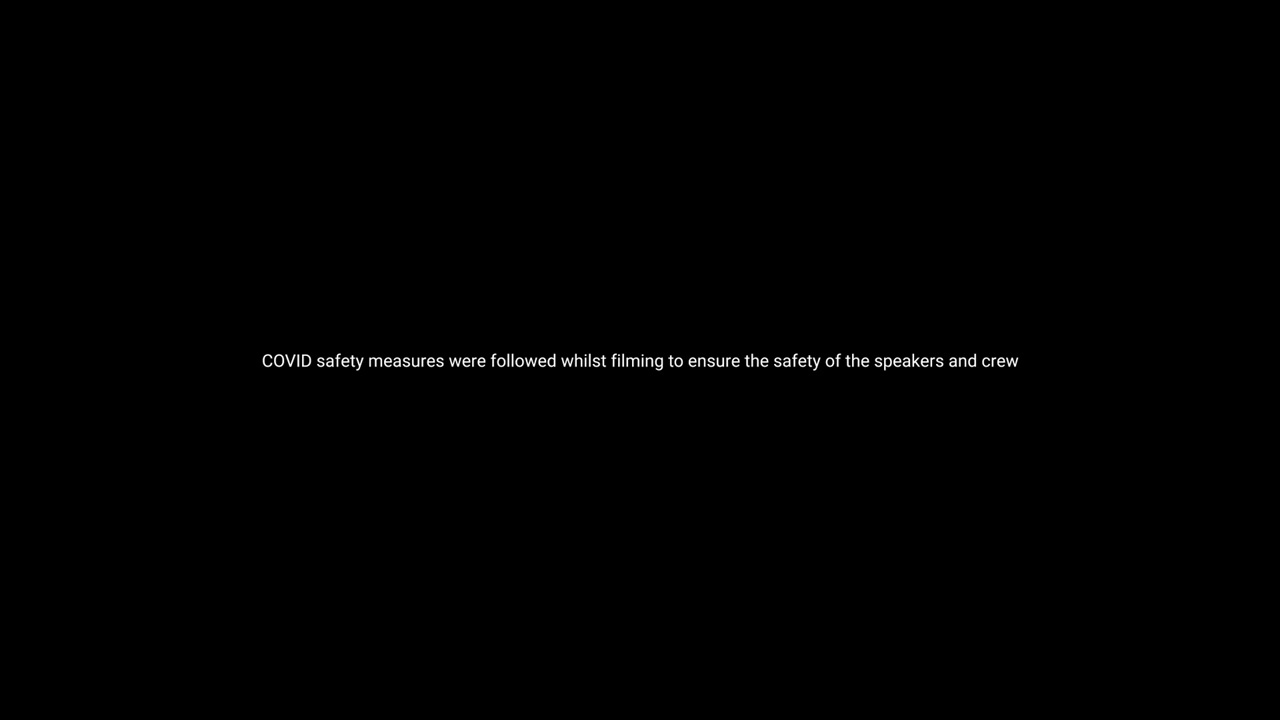 COVID safety measures were followed whilst filming to ensure the safety of the speakers and crew